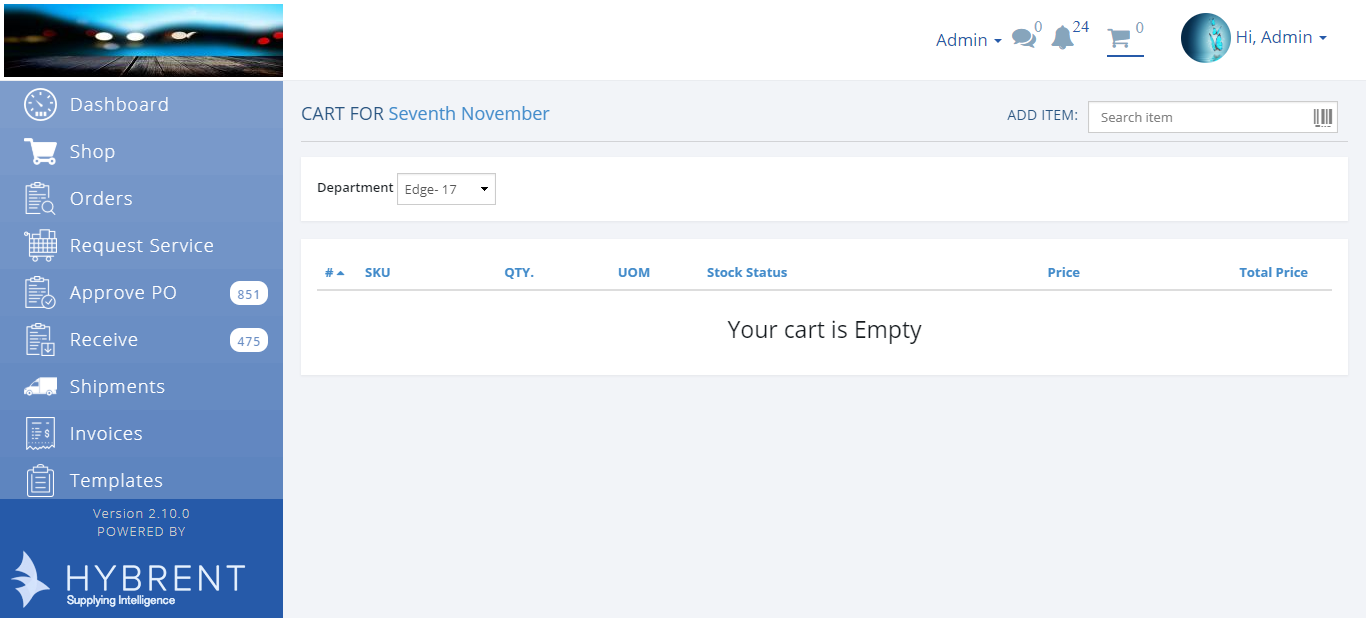 Admin
0
24
0
Hi, Admin
Dashboard
Shop
Orders
Request Service
Approve PO 851
Receive 475
Shipments
Invoices
Templates
Version 2.10.0
POWERED BY
HYBRENT
Supplying Intelligence
CART FOR Seventh November
ADD ITEM: Search item
Department Edge- 17
# SKU QTY. UOM Stock Status Price Total Price
Your cart is Empty